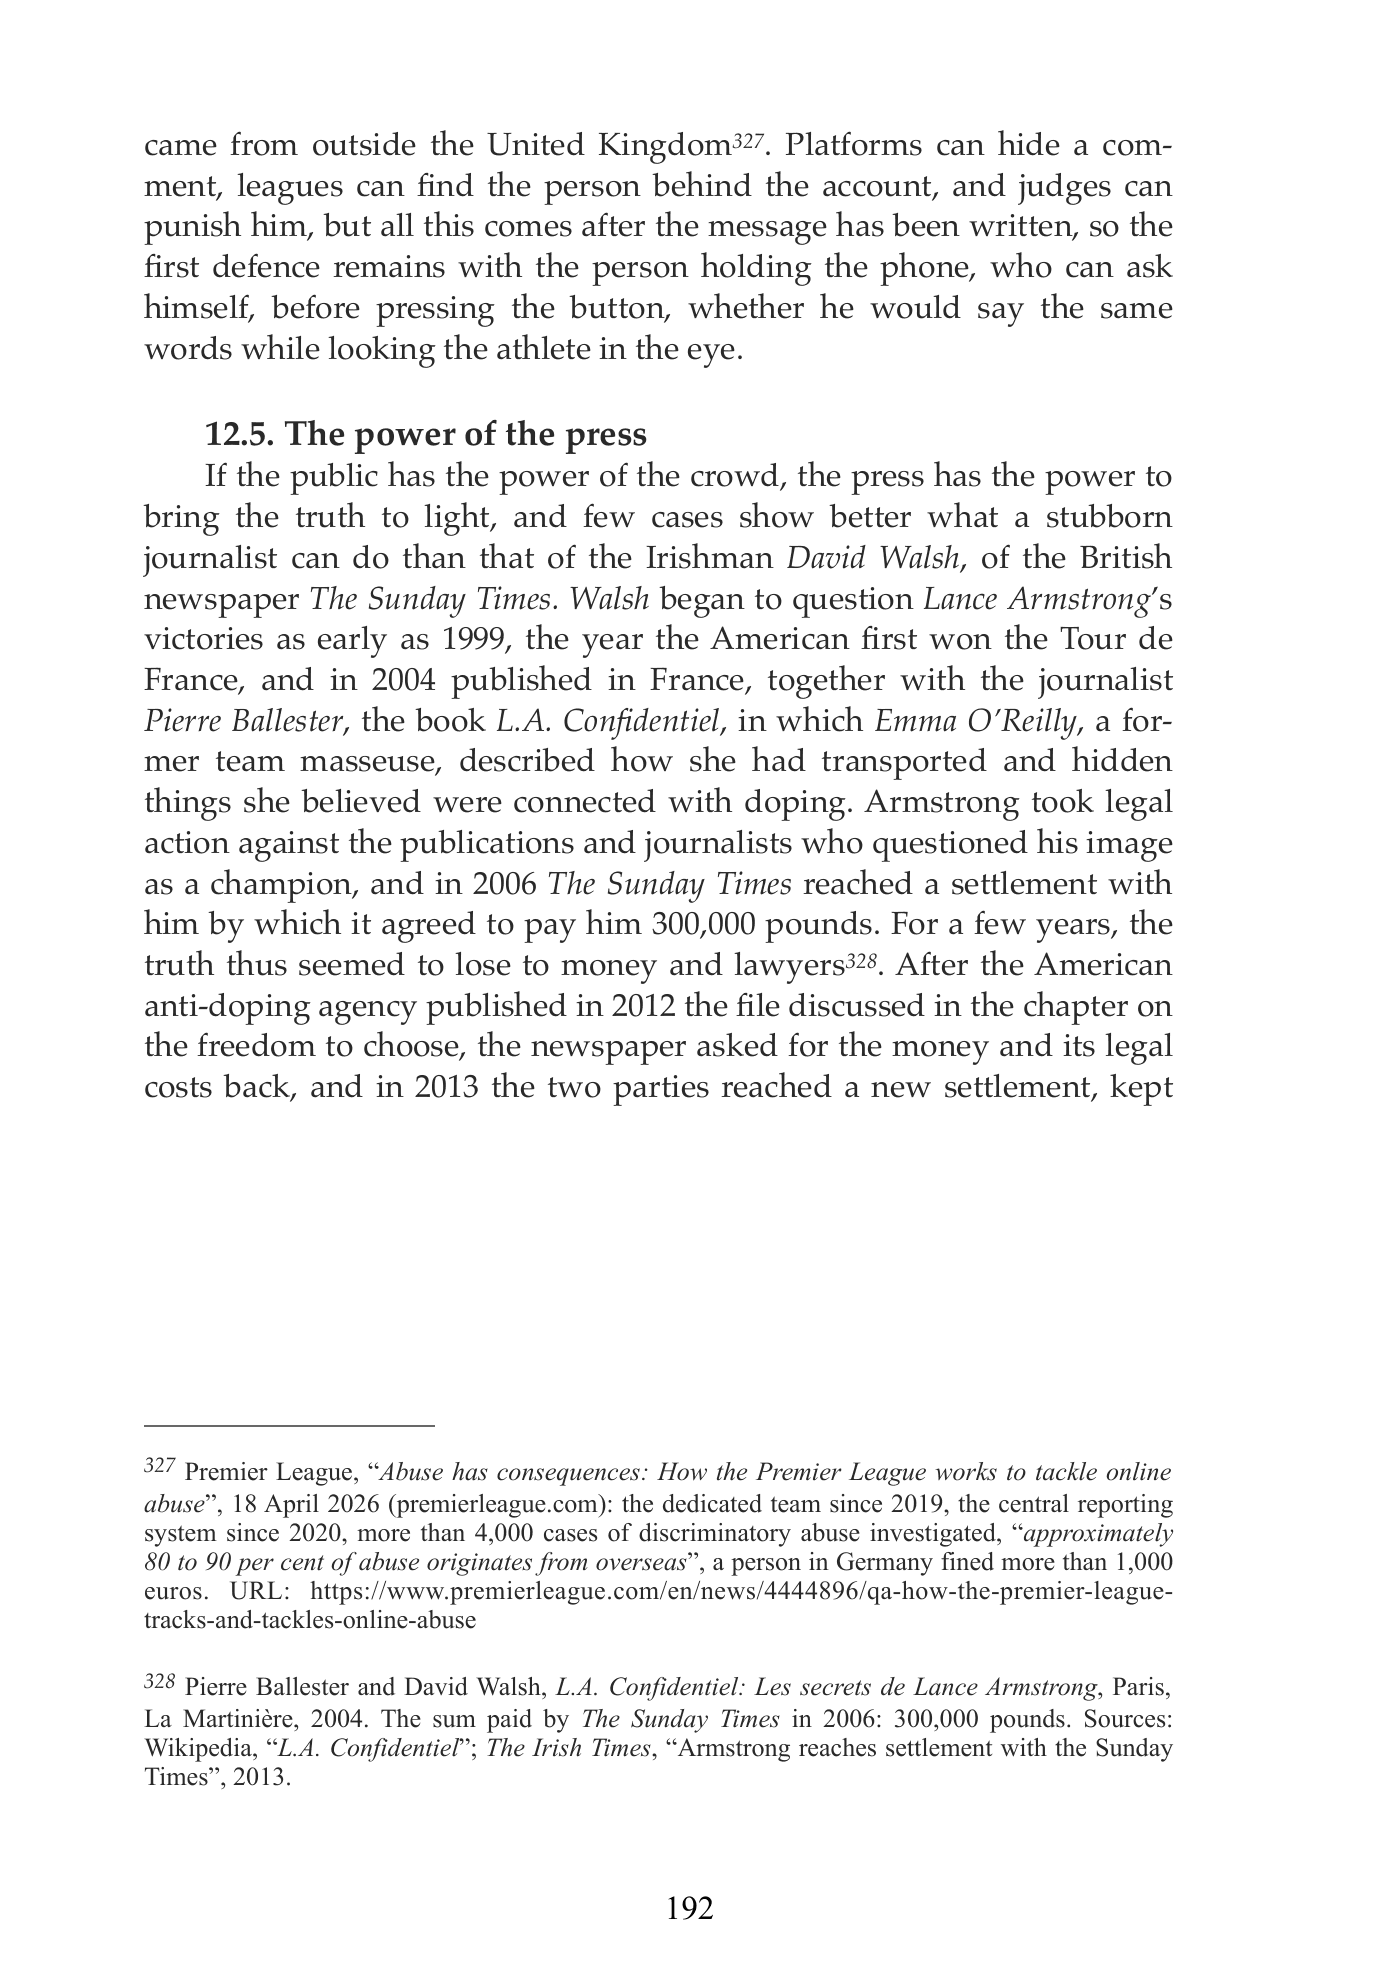 came from outside the United Kingdom327. Platforms can hide a com-
ment, leagues can find the person behind the account, and judges can
punish him, but all this comes after the message has been written, so the
first defence remains with the person holding the phone, who can ask
himself, before pressing the button, whether he would say the same
words while looking the athlete in the eye.
12.5. The power of the press
If the public has the power of the crowd, the press has the power to
bring the truth to light, and few cases show better what a stubborn
journalist can do than that of the Irishman David Walsh, of the British
newspaper The Sunday Times. Walsh began to question Lance Armstrong’s
victories as early as 1999, the year the American first won the Tour de
France, and in 2004 published in France, together with the journalist
Pierre Ballester, the book L.A. Confidentiel, in which Emma O’Reilly, a for-
mer team masseuse, described how she had transported and hidden
things she believed were connected with doping. Armstrong took legal
action against the publications and journalists who questioned his image
as a champion, and in 2006 The Sunday Times reached a settlement with
him by which it agreed to pay him 300,000 pounds. For a few years, the
truth thus seemed to lose to money and lawyers328. After the American
anti-doping agency published in 2012 the file discussed in the chapter on
the freedom to choose, the newspaper asked for the money and its legal
costs back, and in 2013 the two parties reached a new settlement, kept
327 Premier League, “Abuse has consequences: How the Premier League works to tackle online
abuse”, 18 April 2026 (premierleague.com): the dedicated team since 2019, the central reporting
system since 2020, more than 4,000 cases of discriminatory abuse investigated, “approximately
80 to 90 per cent of abuse originates from overseas”, a person in Germany fined more than 1,000
euros. URL: https://www.premierleague.com/en/news/4444896/qa-how-the-premier-league-
tracks-and-tackles-online-abuse
328 Pierre Ballester and David Walsh, L.A. Confidentiel: Les secrets de Lance Armstrong, Paris,
La Martinière, 2004. The sum paid by The Sunday Times in 2006: 300,000 pounds. Sources:
Wikipedia, “L.A. Confidentiel”; The Irish Times, “Armstrong reaches settlement with the Sunday
Times”, 2013.
192